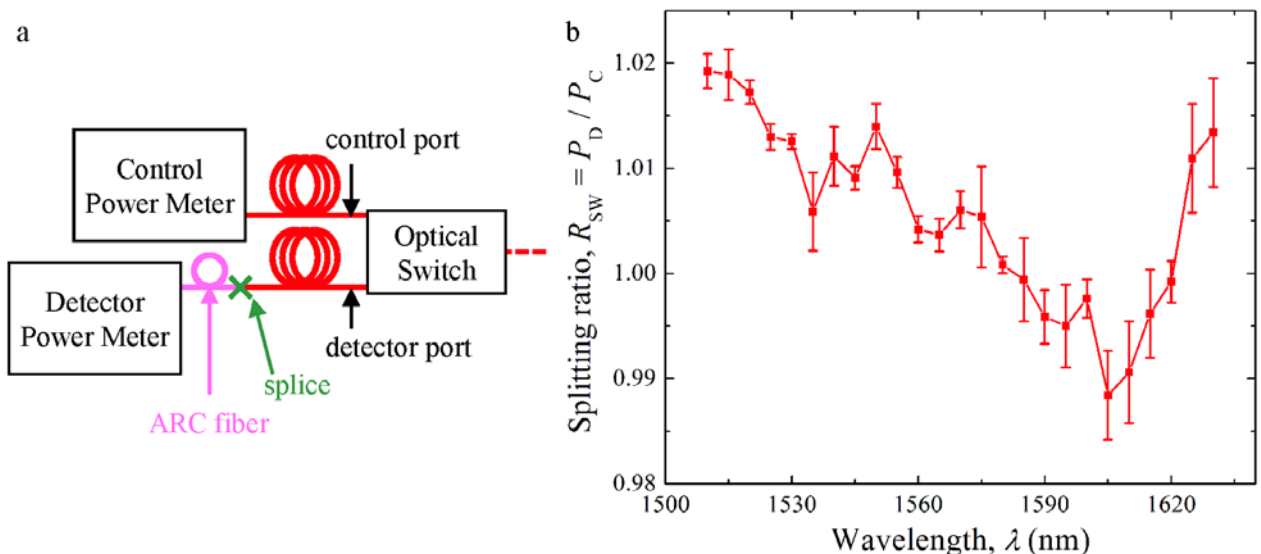 a
Control
Power Meter
control port
Optical
Switch
Detector
Power Meter
detector port
splice
ARC fiber
b
Splitting ratio, R_SW = P_D / P_C
1.02
1.01
1.00
0.99
0.98
1500
1530
1560
1590
1620
Wavelength, λ (nm)